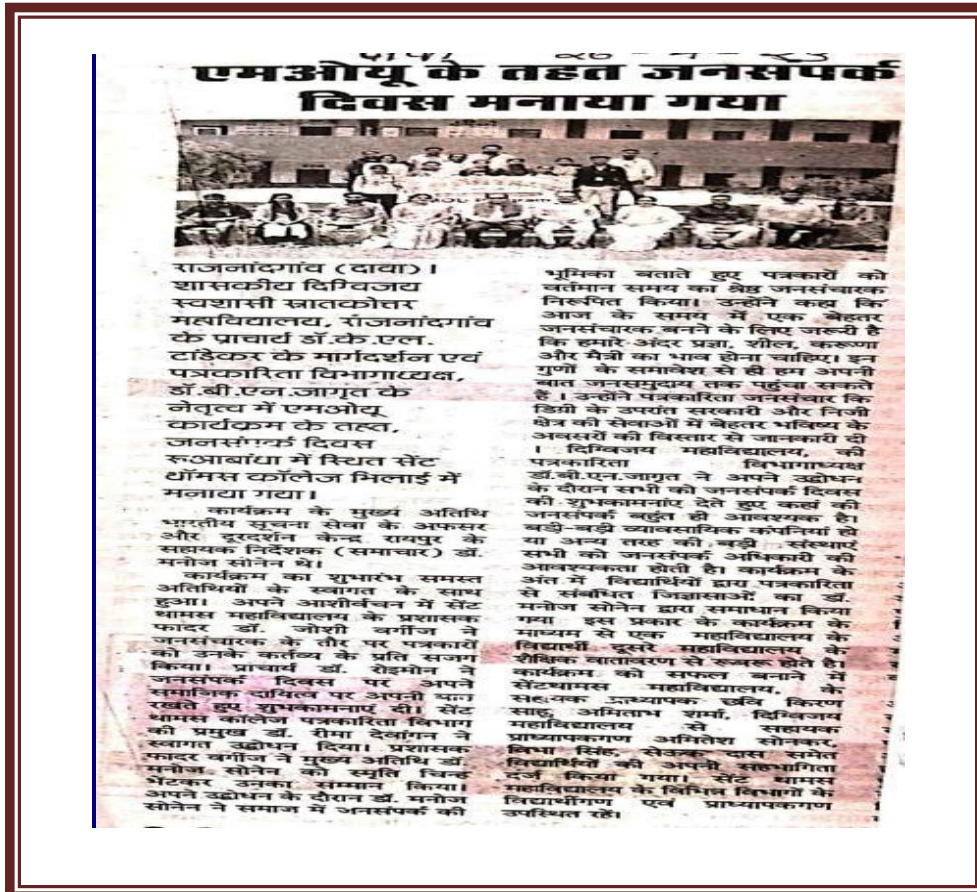 एमओयू के तहत जनसंपर्क
दिवस मनाया गया
राजनांदगांव (दावा)।
शासकीय दिग्विजय
स्वशासी स्नातकोत्तर
महाविद्यालय, राजनांदगांव
के प्राचार्य डॉ.के.एल.
टांडेकर के मार्गदर्शन एवं
पत्रकारिता विभागाध्यक्ष,
डॉ.बी.एन.जागृत के
नेतृत्व में एमओयू
कार्यक्रम के तहत,
जनसंपर्क दिवस
रूआबांधा में स्थित सेंट
थॉमस कॉलेज भिलाई में
मनाया गया।
कार्यक्रम के मुख्य अतिथि
भारतीय सूचना सेवा के अफसर
और दूरदर्शन केन्द्र रायपुर के
सहायक निर्देशक (समाचार) डॉ.
मनोज सोनेन थे।
कार्यक्रम का शुभारंभ समस्त
अतिथियों के स्वागत के साथ
हुआ। अपने आशीर्वचन में सेंट
थामस महाविद्यालय के प्रशासक
फादर डॉ. जोशी वर्गीज ने
जनसंचारक के तौर पर पत्रकारों
को उनके कर्तव्य के प्रति सजग
किया। प्राचार्य डॉ. रोइमोन ने
जनसंपर्क दिवस पर अपने
समाजिक दायित्व पर अपनी बात
रखते हुए शुभकामनाएं दी। सेंट
थामस कॉलेज पत्रकारिता विभाग
की प्रमुख डॉ. रीमा देवांगन ने
स्वागत उद्बोधन दिया। प्रशासक
फादर वर्गीज ने मुख्य अतिथि डॉ.
मनोज सोनेन को स्मृति चिन्ह
भेंटकर उनका सम्मान किया।
अपने उद्बोधन के दौरान डॉ. मनोज
सोनेन ने समाज में जनसंपर्क की
भूमिका बताते हुए पत्रकारों को
वर्तमान समय का श्रेष्ठ जनसंचारक
निरूपित किया। उन्होंने कहा कि
आज के समय में एक बेहतर
जनसंचारक बनने के लिए जरूरी है
कि हमारे अंदर प्रज्ञा, शील, करूणा
और मैत्री का भाव होना चाहिए। इन
गुणों के समावेश से ही हम अपनी
बात जनसमुदाय तक पहुंचा सकते
है । उन्होंने पत्रकारिता जनसंचार कि
डिग्री के उपरांत सरकारी और निजी
क्षेत्र की सेवाओं में बेहतर भविष्य के
अवसरों की विस्तार से जानकारी दी
। दिग्विजय महाविद्यालय, की
पत्रकारिता विभागाध्यक्ष
डॉ.बी.एन.जागृत ने अपने उद्बोधन
के दौरान सभी को जनसंपर्क दिवस
की शुभकामनाएं देते हुए कहां की
जनसंपर्क बहुंत ही आवश्यक है।
बड़ी-बड़ी व्यावसायिक कंपनियां हो
या अन्य तरह की बड़ी संस्थाएं
सभी को जनसंपर्क अधिकारी की
आवश्यकता होती है। कार्यक्रम के
अंत में विद्यार्थियों द्वारा पत्रकारिता
से संबंधित जिज्ञासाओं का डॉ.
मनोज सोनेन द्वारा समाधान किया
गया इस प्रकार के कार्यक्रम के
माध्यम से एक महाविद्यालय के
विद्यार्थी दूसरे महाविद्यालय के
शैक्षिक वातावरण से रूबरू होते है।
कार्यक्रम को सफल बनाने में
सेंटथामस महाविद्यालय, के
सहायक प्राध्यापक छवि किरण
साहू, अमिताभ शर्मा, दिग्विजय
महाविद्यालय से सहायक
प्राध्यापकगण अमितेश सोनकर,
विभा सिंह, दास समेत
विद्यार्थियों की अपनी सहभागिता
दर्ज किया गया। सेंट थामस
महाविद्यालय के विभिन्न विभागों के
विद्यार्थीगण एवं प्राध्यापकगण
उपस्थित रहें।